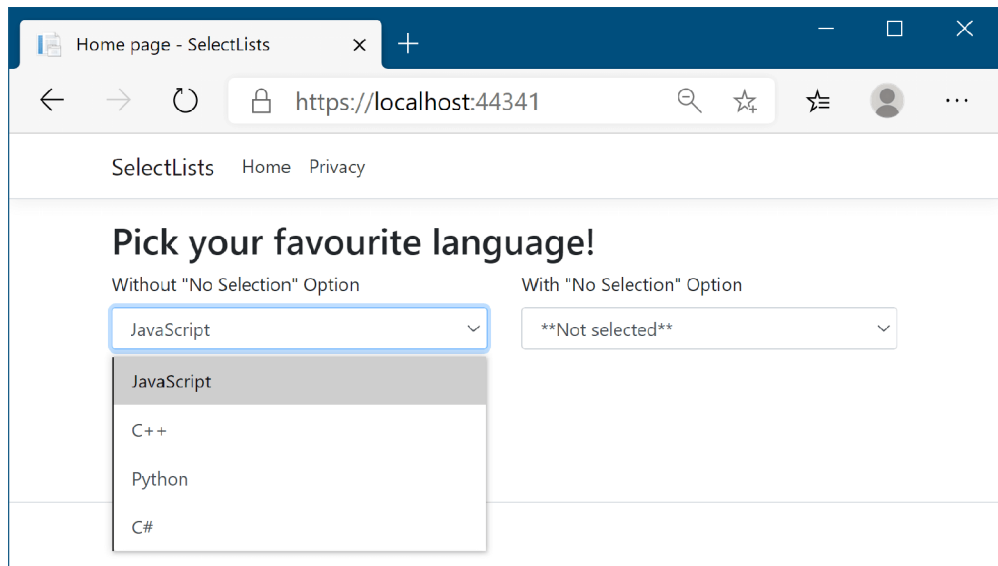 Home page - SelectLists
https://localhost:44341
SelectLists Home Privacy
Pick your favourite language!
Without "No Selection" Option With "No Selection" Option
JavaScript **Not selected**
JavaScript
C++
Python
C#